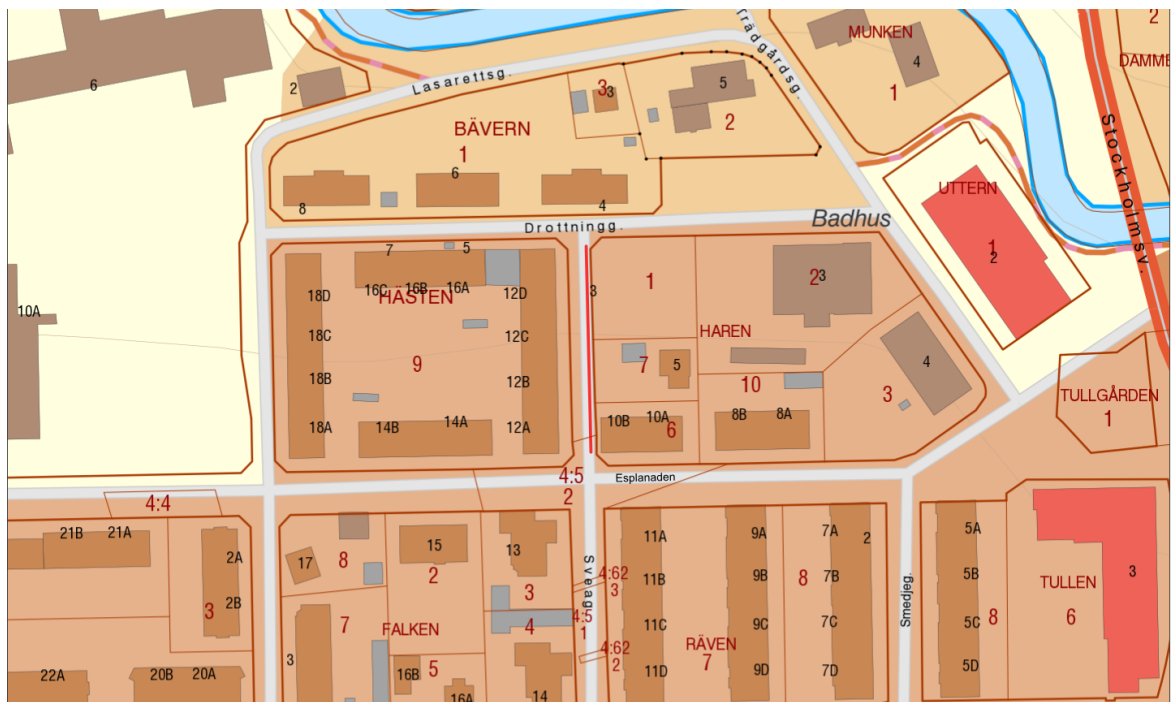 MUNKEN
2
6
4
DAMME
Lasarettsg.
Trädgårdsg.
2
3
3
5
1
2
BÄVERN
1
Stockholmsv.
6
8
4
UTTERN
1
2
Drottningg.
Badhus
7
5
18D
16C
16B
16A
12D
HÄSTEN
3
1
2
3
10A
18C
12C
HAREN
9
7
5
4
18B
12B
10
3
TULLGÅRDEN
1
18A
14B
14A
12A
10B
10A
6
8B
8A
4:4
4:5
2
Esplanaden
21B
21A
2A
17
8
15
13
11A
9A
7A
2
5A
2
11B
9B
8
7B
5B
3
4:62
3
TULLEN
2B
3
7
FALKEN
3
4
4:5
1
Sveag.
11C
9C
7C
Smedjeg.
5C
8
6
RÄVEN
7
4:62
2
3
5
16B
16A
14
11D
9D
7D
5D
22A
20B
20A